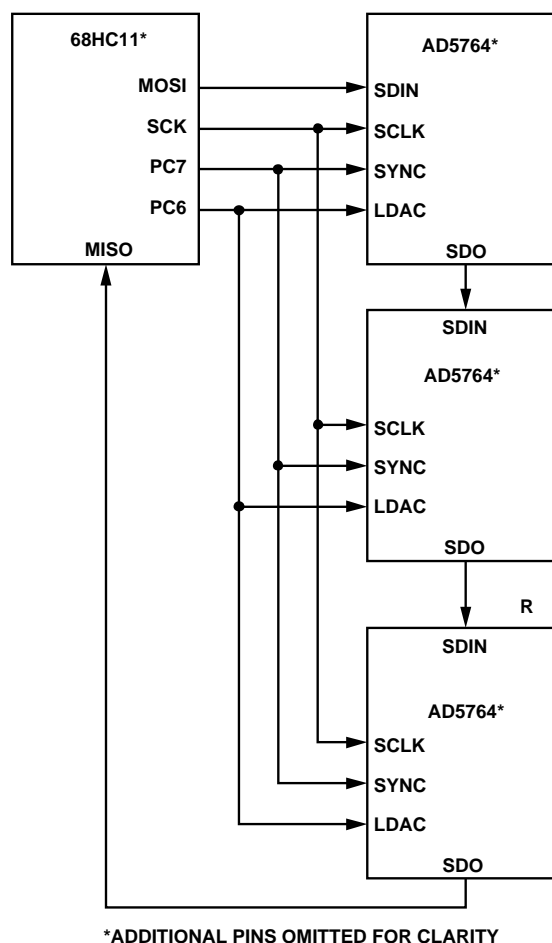 68HC11*
MOSI
SCK
PC7
PC6
MISO
AD5764*
SDIN
SCLK
SYNC
LDAC
SDO
SDIN
AD5764*
SCLK
SYNC
LDAC
SDO
R
SDIN
AD5764*
SCLK
SYNC
LDAC
SDO
*ADDITIONAL PINS OMITTED FOR CLARITY